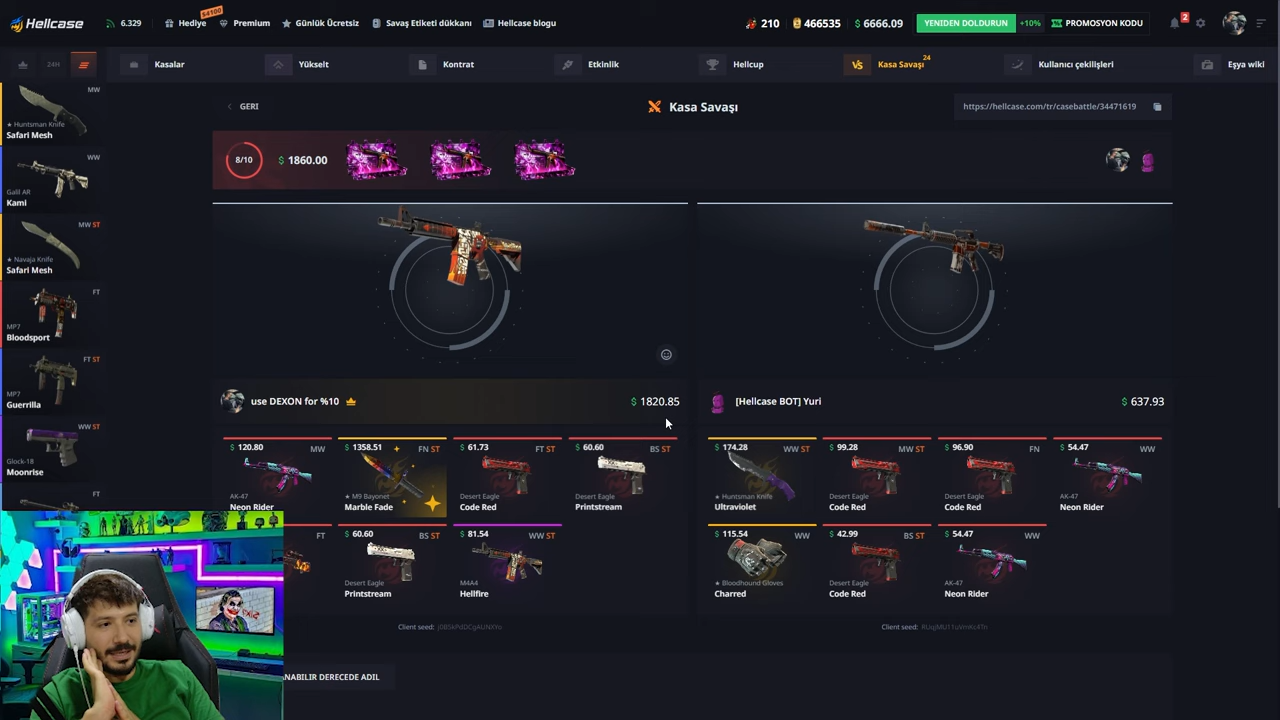 Hellcase
6.329
Hediye
$4100
Premium
Günlük Ücretsiz
Savaş Etiketi dükkanı
Hellcase blogu
210
466535
$ 6666.09
YENİDEN DOLDURUN
+10%
PROMOSYON KODU
2
24H
Kasalar
Yükselt
Kontrat
Etkinlik
Hellcup
VS
Kasa Savaşı
24
Kullanıcı çekilişleri
Eşya wiki
MW
★ Huntsman Knife
Safari Mesh
WW
Galil AR
Kami
MW ST
★ Navaja Knife
Safari Mesh
FT
MP7
Bloodsport
FT ST
MP7
Guerrilla
WW ST
Glock-18
Moonrise
FT
GERİ
Kasa Savaşı
https://hellcase.com/tr/casebattle/34471619
8/10
$ 1860.00
use DEXON for %10
$ 1820.85
[Hellcase BOT] Yuri
$ 637.93
$ 120.80
MW
AK-47
Neon Rider
$ 1358.51
FN ST
★ M9 Bayonet
Marble Fade
$ 61.73
FT ST
Desert Eagle
Code Red
$ 60.60
BS ST
Desert Eagle
Printstream
FT
$ 60.60
BS ST
Desert Eagle
Printstream
$ 81.54
WW ST
M4A4
Hellfire
$ 174.28
WW ST
★ Huntsman Knife
Ultraviolet
$ 99.28
MW ST
Desert Eagle
Code Red
$ 96.90
FN
Desert Eagle
Code Red
$ 54.47
WW
AK-47
Neon Rider
$ 115.54
WW
★ Bloodhound Gloves
Charred
$ 42.99
BS ST
Desert Eagle
Code Red
$ 54.47
WW
AK-47
Neon Rider
Client seed:
Client seed:
ANABILIR DERECEDE ADIL